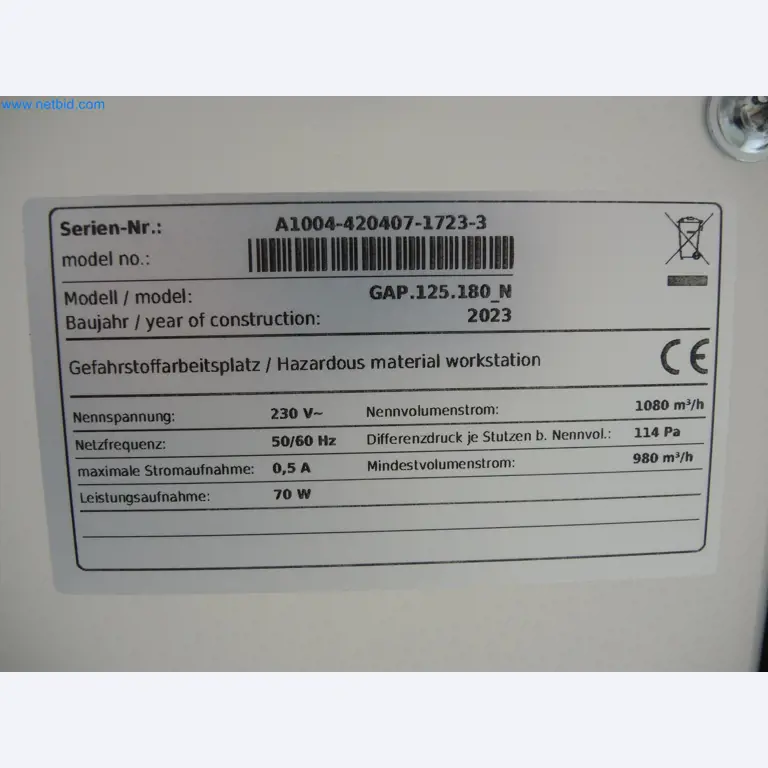 www.netbid.com
Serien-Nr.: A1004-420407-1723-3
model no.:
Modell / model: GAP.125.180_N
Baujahr / year of construction: 2023
Gefahrstoffarbeitsplatz / Hazardous material workstation CE
Nennspannung: 230 V~ Nennvolumenstrom: 1080 m³/h
Netzfrequenz: 50/60 Hz Differenzdruck je Stutzen b. Nennvol.: 114 Pa
maximale Stromaufnahme: 0,5 A Mindestvolumenstrom: 980 m³/h
Leistungsaufnahme: 70 W